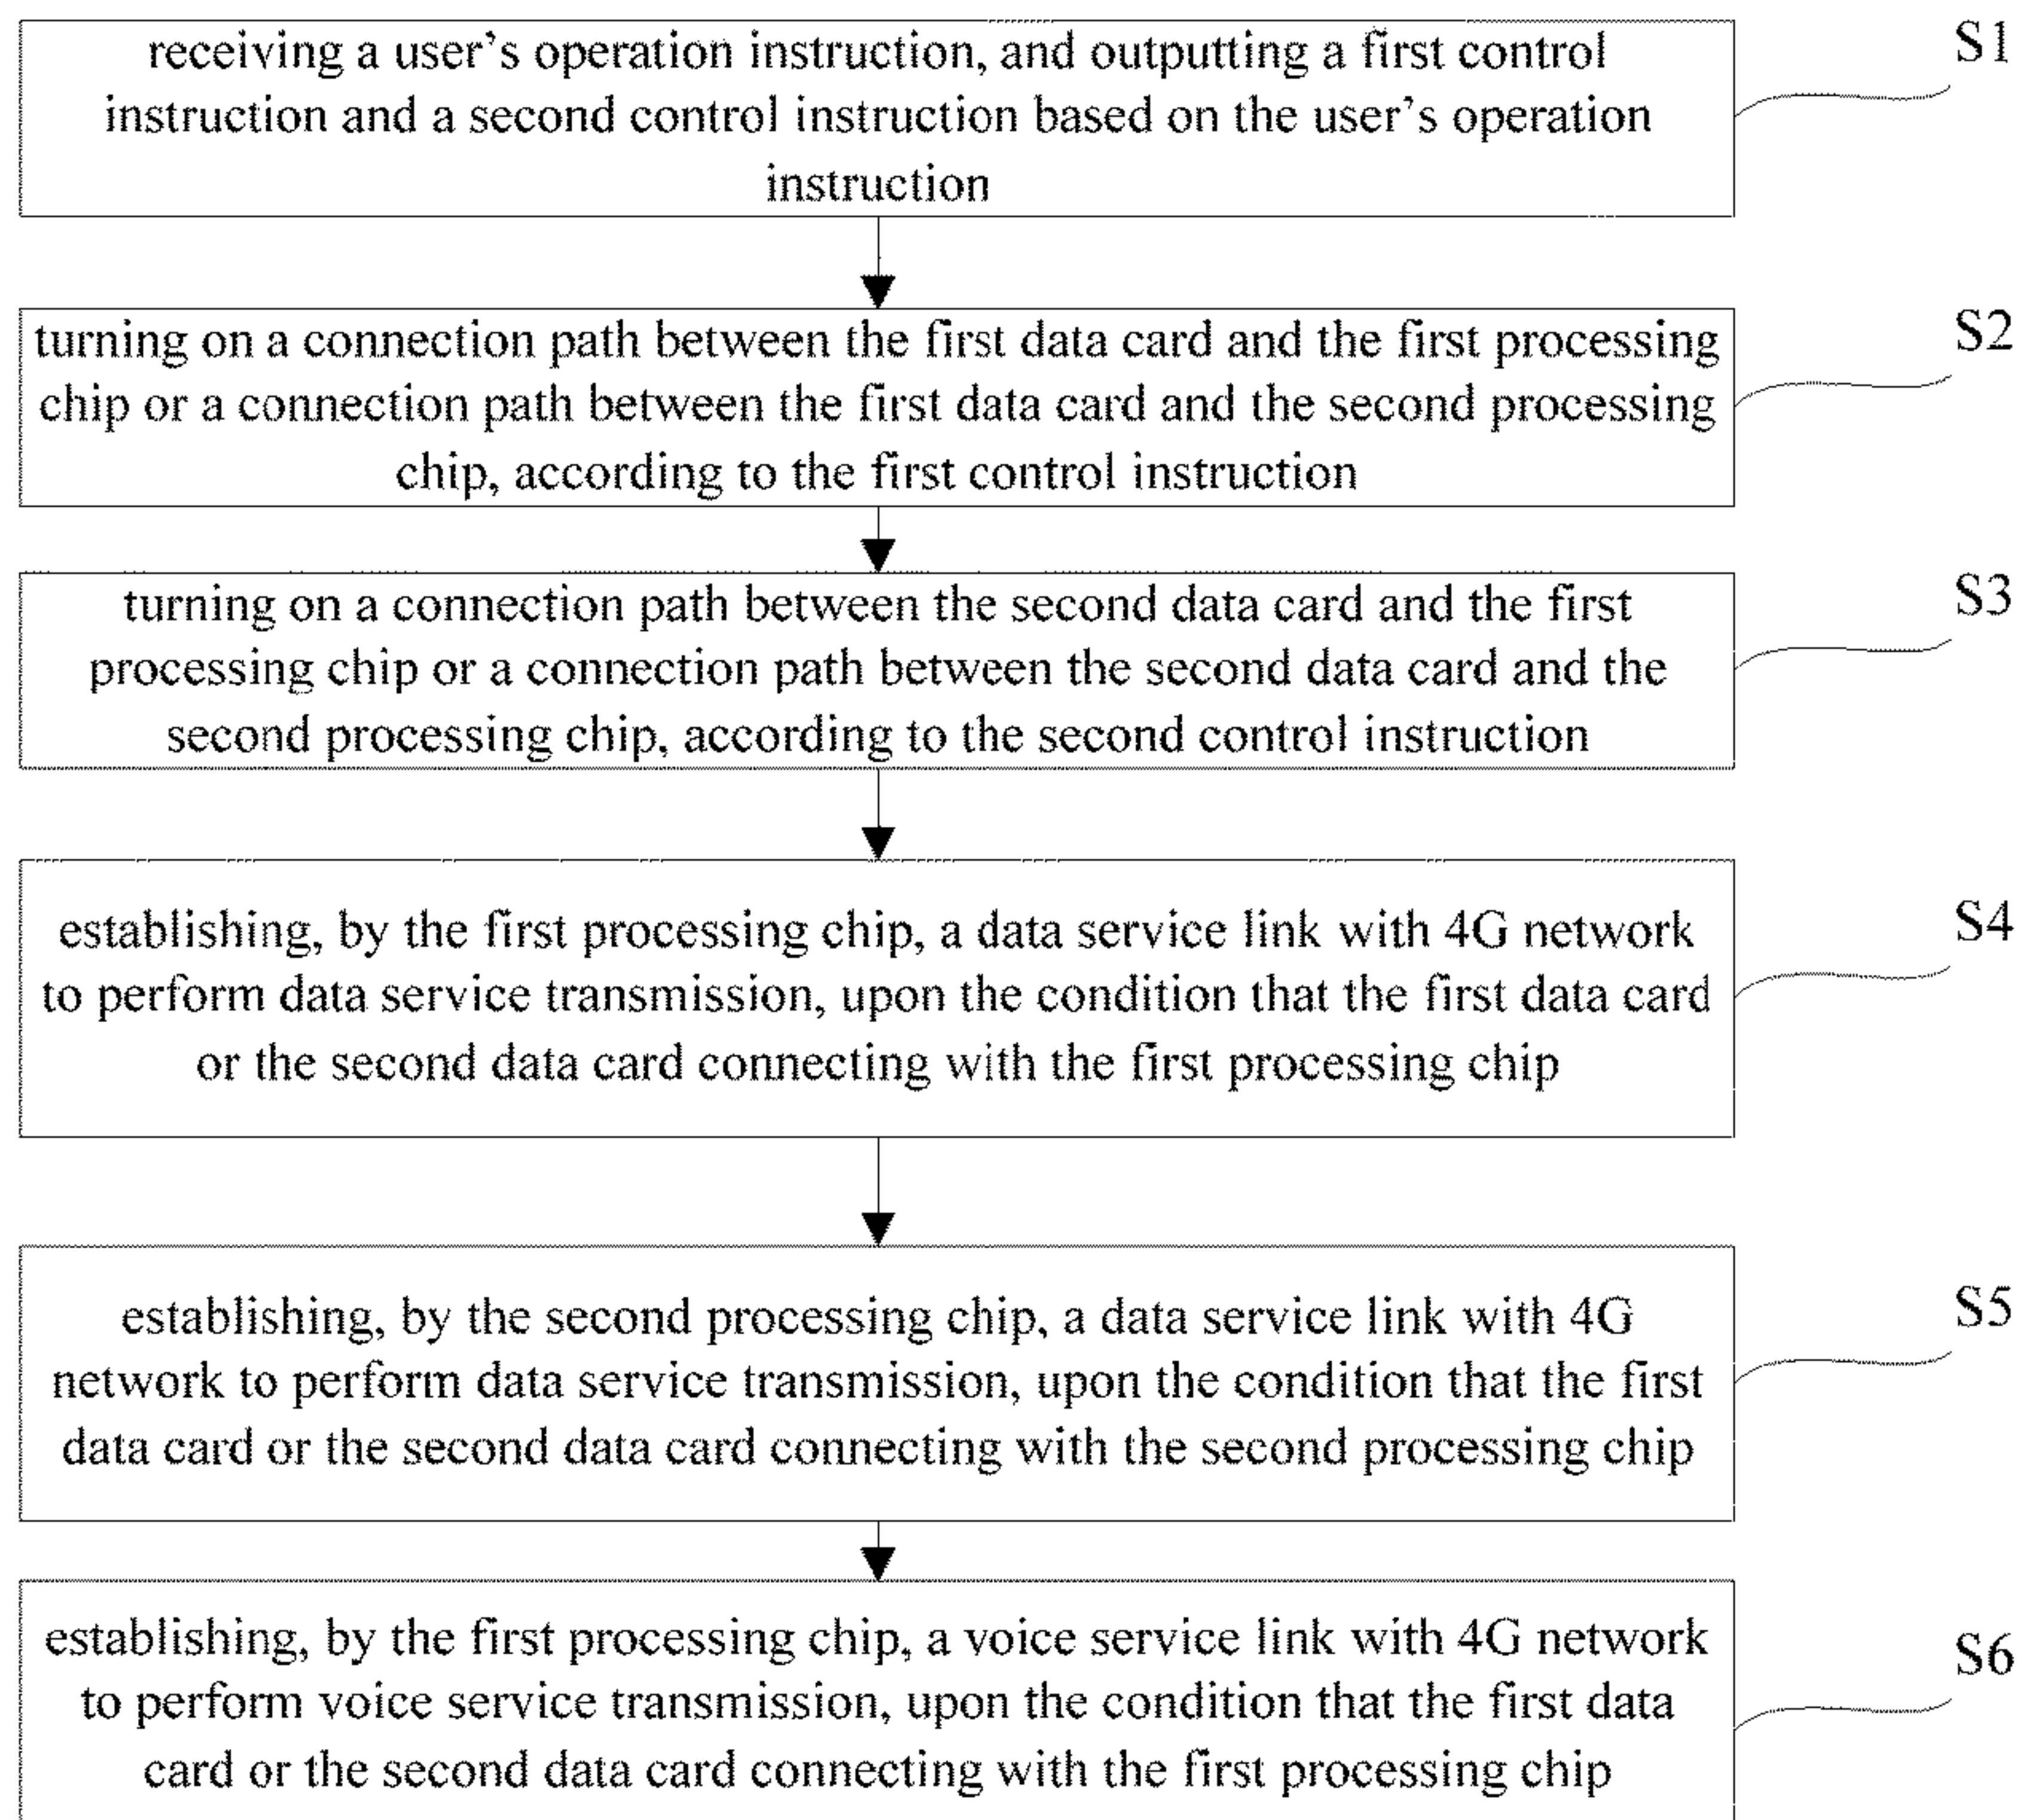 receiving a user's operation instruction, and outputting a first control
instruction and a second control instruction based on the user's operation
instruction
S1
turning on a connection path between the first data card and the first processing
chip or a connection path between the first data card and the second processing
chip, according to the first control instruction
S2
turning on a connection path between the second data card and the first
processing chip or a connection path between the second data card and the
second processing chip, according to the second control instruction
S3
establishing, by the first processing chip, a data service link with 4G network
to perform data service transmission, upon the condition that the first data card
or the second data card connecting with the first processing chip
S4
establishing, by the second processing chip, a data service link with 4G
network to perform data service transmission, upon the condition that the first
data card or the second data card connecting with the second processing chip
S5
establishing, by the first processing chip, a voice service link with 4G network
to perform voice service transmission, upon the condition that the first data
card or the second data card connecting with the first processing chip
S6